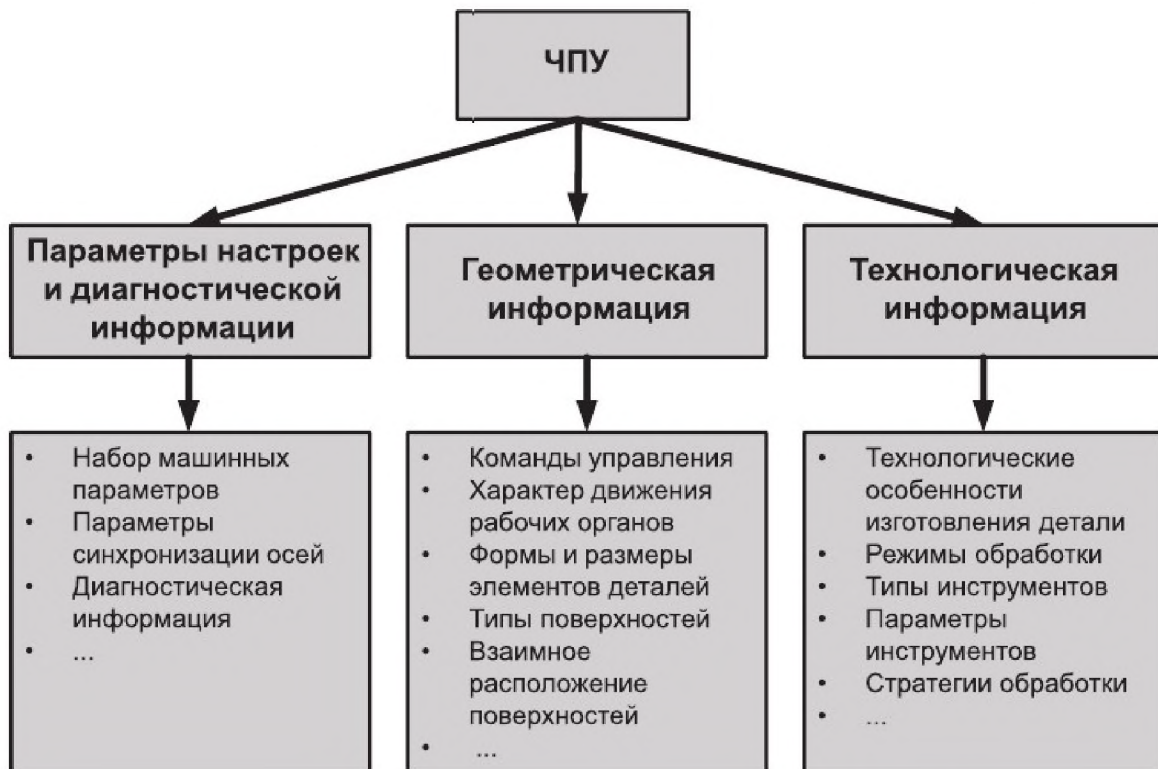 ЧПУ
Параметры настроек
и диагностической
информации
Геометрическая
информация
Технологическая
информация
• Набор машинных
параметров
• Параметры
синхронизации осей
• Диагностическая
информация
• ...
• Команды управления
• Характер движения
рабочих органов
• Формы и размеры
элементов деталей
• Типы поверхностей
• Взаимное
расположение
поверхностей
• ...
• Технологические
особенности
изготовления детали
• Режимы обработки
• Типы инструментов
• Параметры
инструментов
• Стратегии обработки
• ...